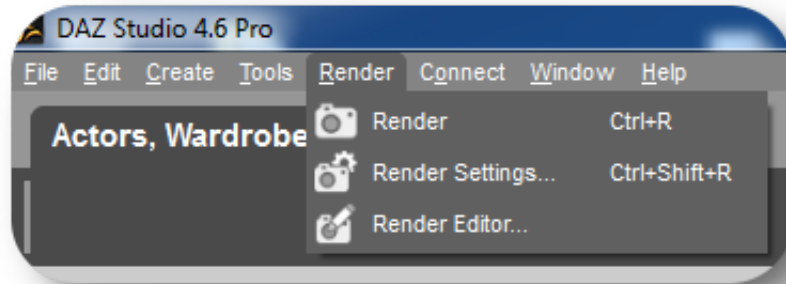 DAZ Studio 4.6 Pro
File Edit Create Tools Render Connect Window Help
Actors, Wardrobe
Render Ctrl+R
Render Settings... Ctrl+Shift+R
Render Editor...